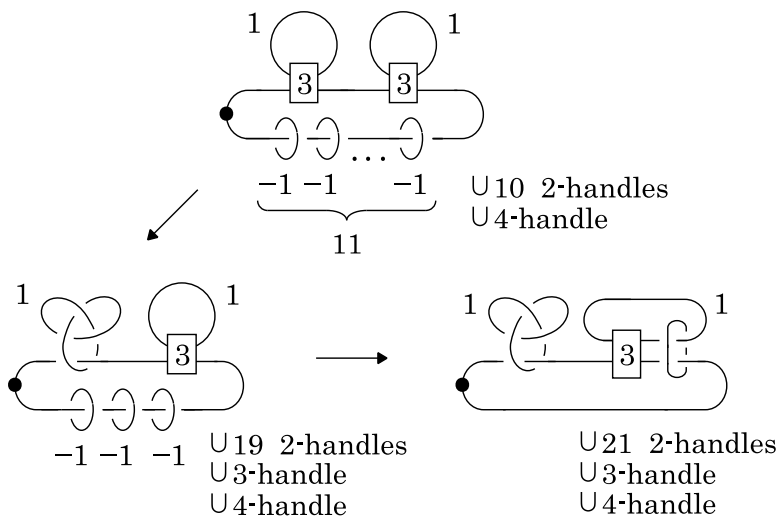 1 1
3 3
...
−1 −1 −1
11
∪10 2-handles
∪4-handle
1 1
3
−1 −1 −1
∪19 2-handles
∪3-handle
∪4-handle
1 1
3
∪21 2-handles
∪3-handle
∪4-handle